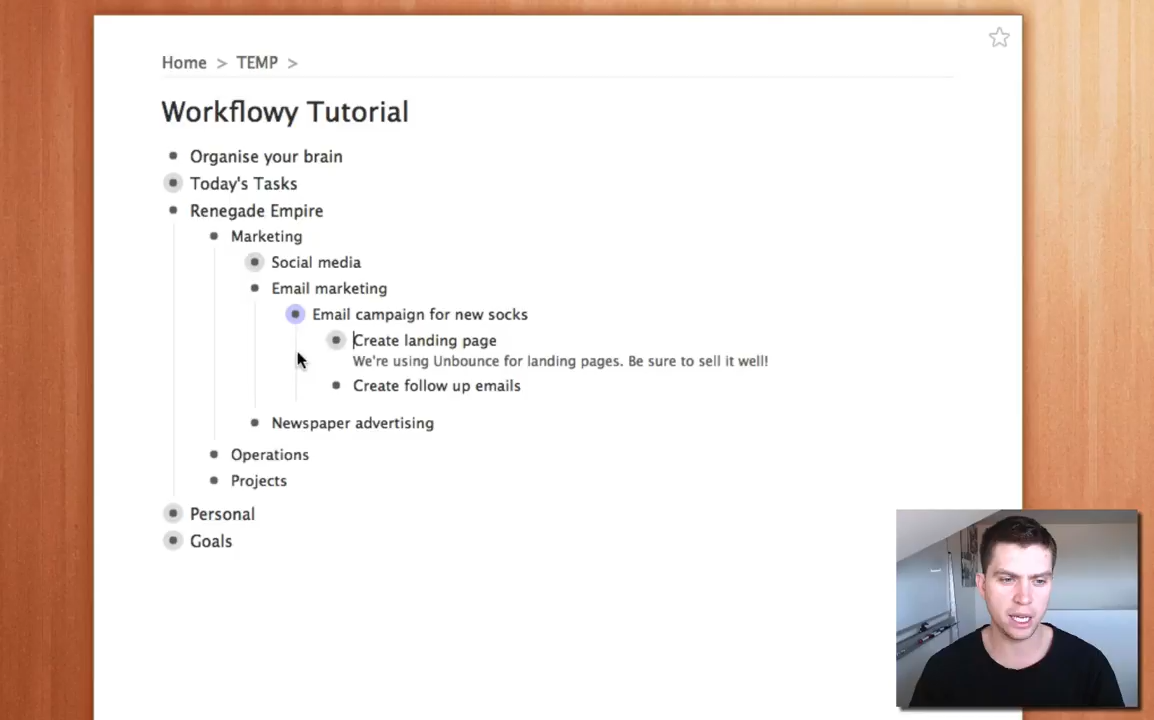 Home > TEMP >
Workflowy Tutorial
Organise your brain
Today's Tasks
Renegade Empire
Marketing
Social media
Email marketing
Email campaign for new socks
Create landing page
We're using Unbounce for landing pages. Be sure to sell it well!
Create follow up emails
Newspaper advertising
Operations
Projects
Personal
Goals